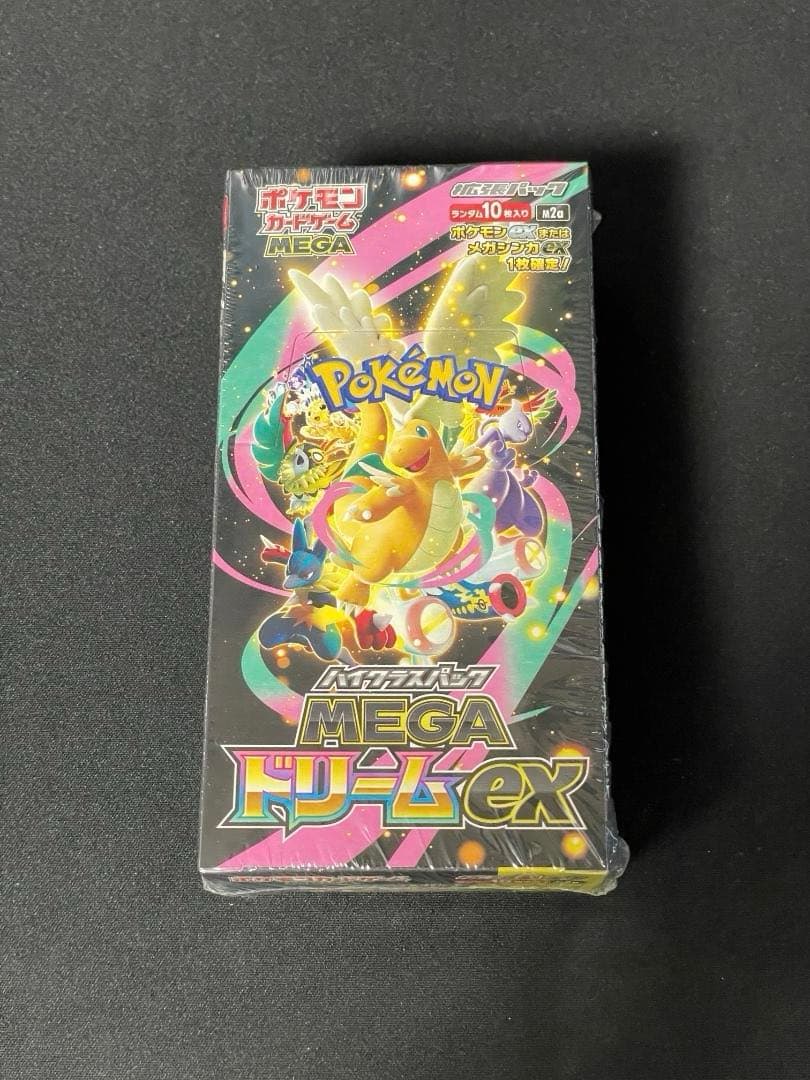 ポケモン
カードゲーム
MEGA
拡張パック
ランダム10枚入り M2a
ポケモンexまたは
メガシンカex
1枚確定!
POKÉMON
TM
ハイクラスパック
MEGA
ドリームex